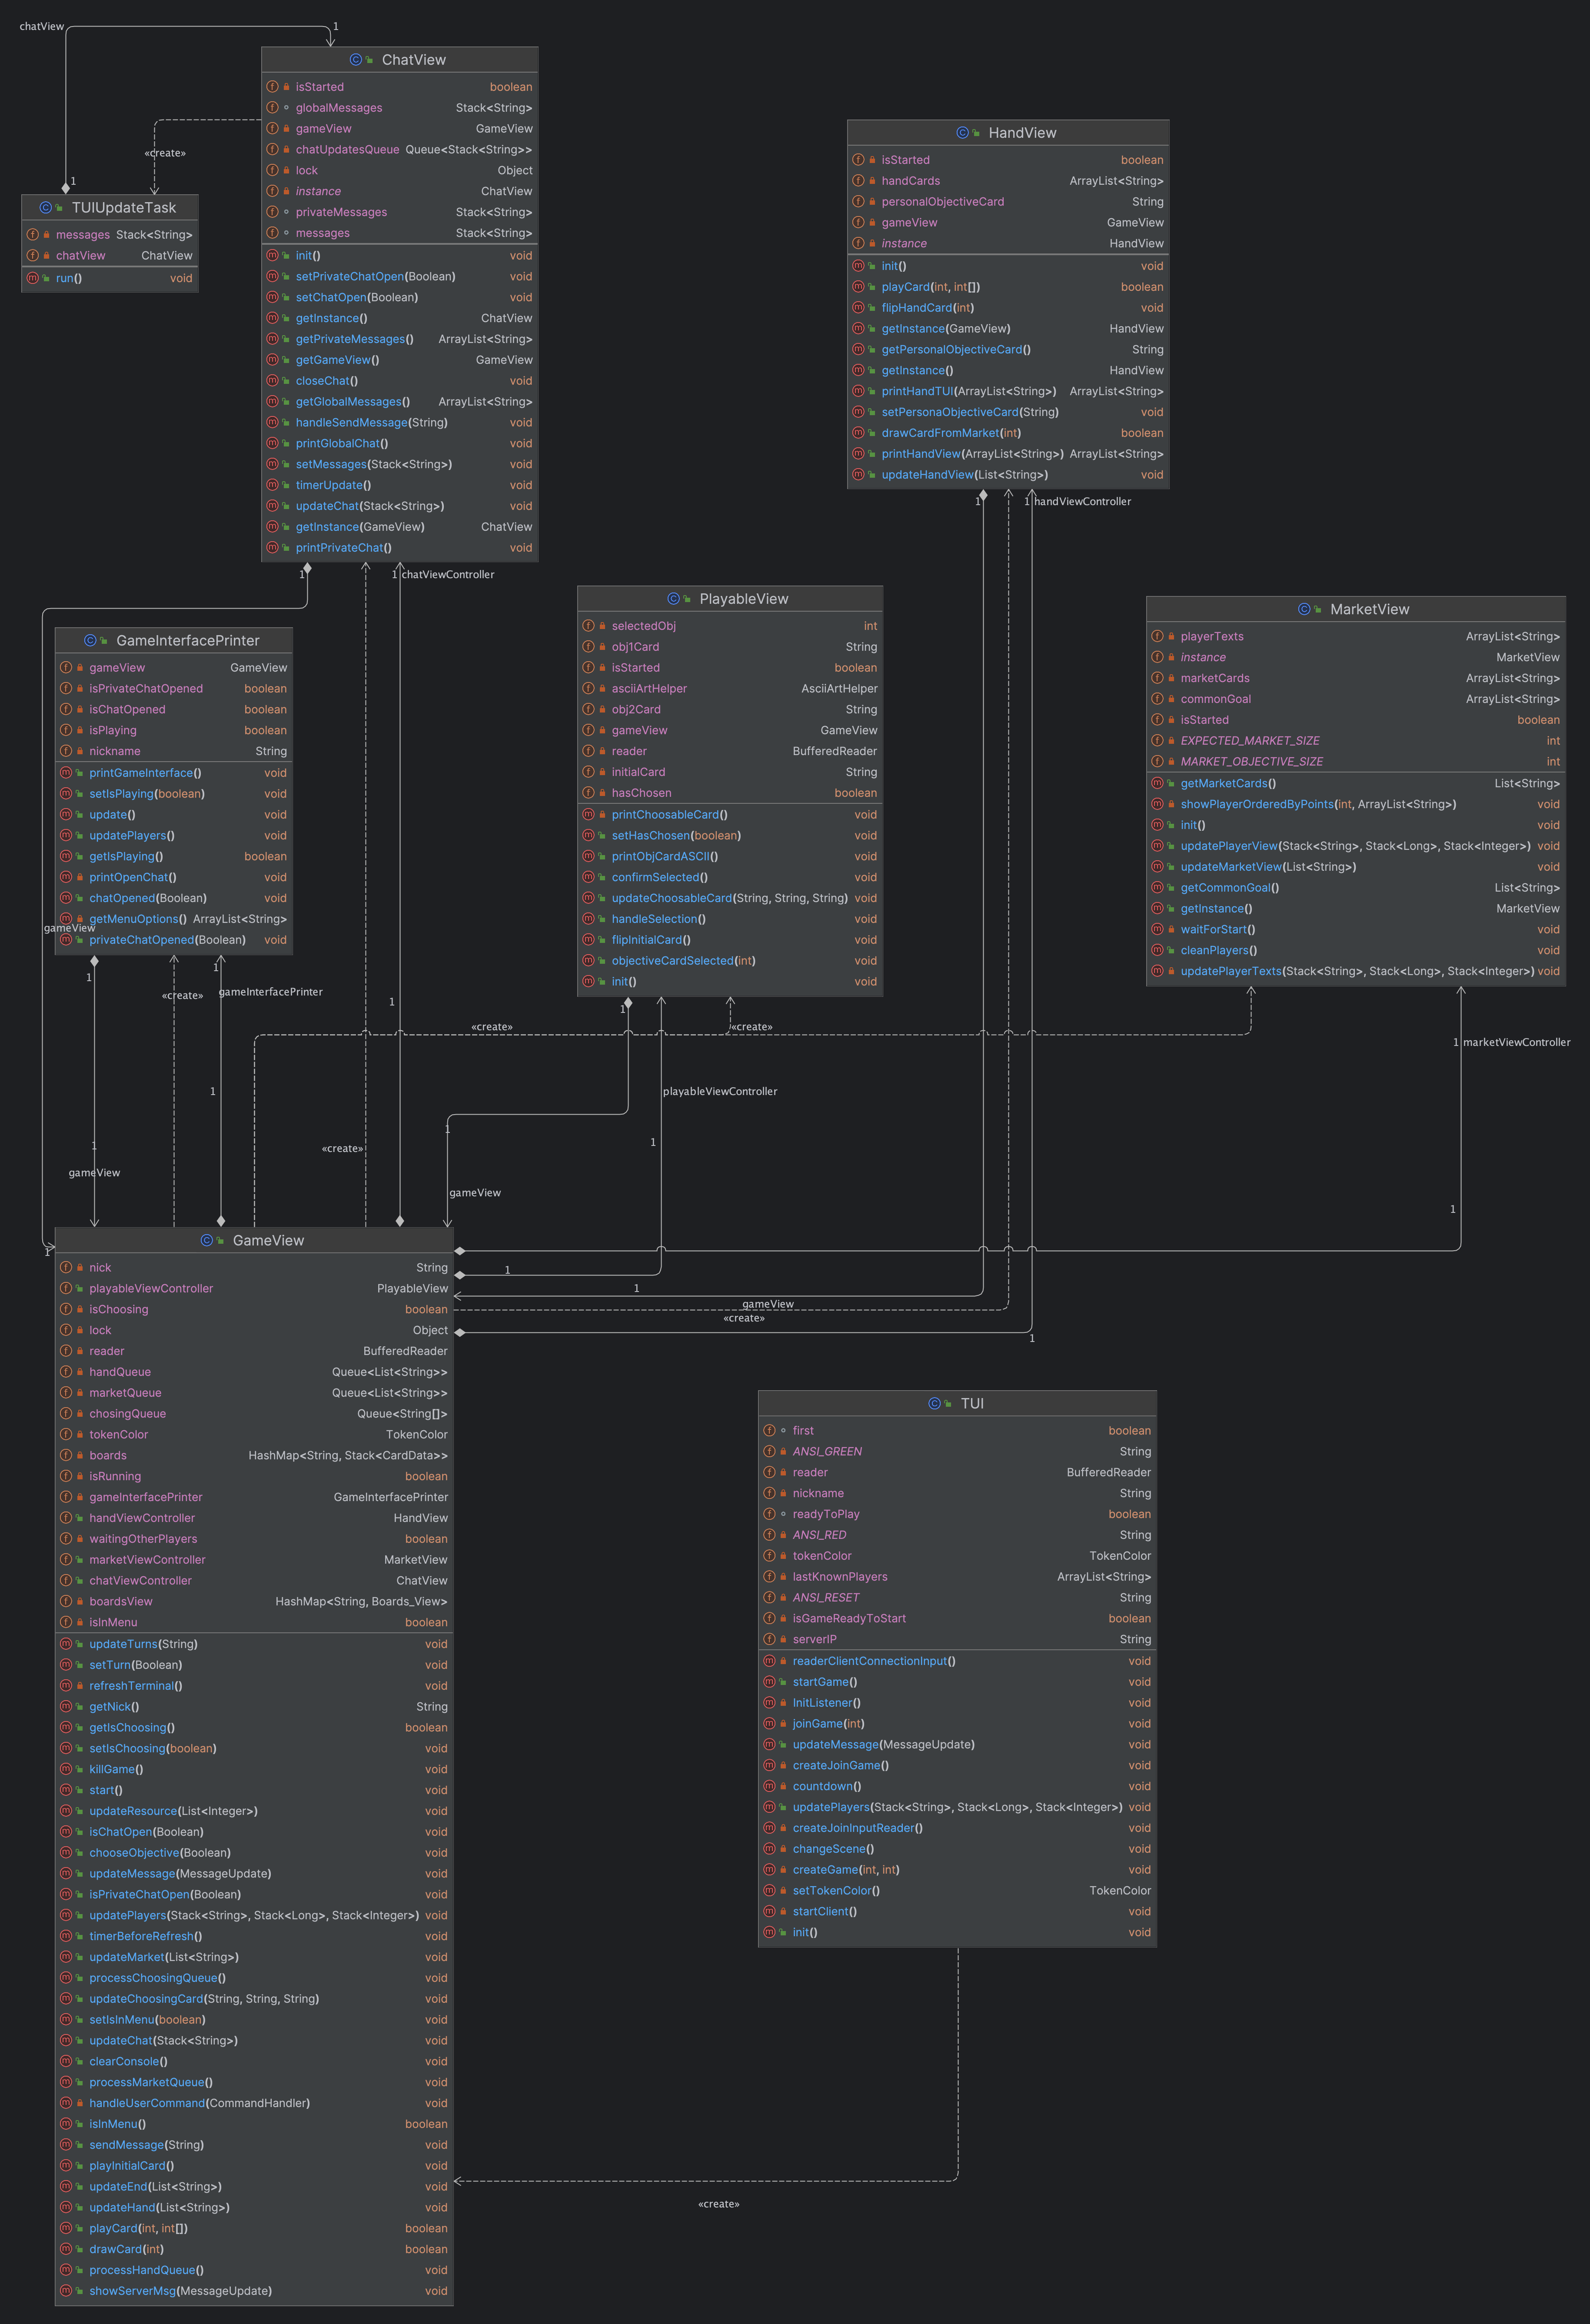 chatView
1
ChatView
isStarted boolean
globalMessages Stack<String>
gameView GameView
chatUpdatesQueue Queue<Stack<String>>
lock Object
instance ChatView
privateMessages Stack<String>
messages Stack<String>
init() void
setPrivateChatOpen(Boolean) void
setChatOpen(Boolean) void
getInstance() ChatView
getPrivateMessages() ArrayList<String>
getGameView() GameView
closeChat() void
getGlobalMessages() ArrayList<String>
handleSendMessage(String) void
printGlobalChat() void
setMessages(Stack<String>) void
timerUpdate() void
updateChat(Stack<String>) void
getInstance(GameView) ChatView
printPrivateChat() void
«create»
1
TUIUpdateTask
messages Stack<String>
chatView ChatView
run() void
HandView
isStarted boolean
handCards ArrayList<String>
personalObjectiveCard String
gameView GameView
instance HandView
init() void
playCard(int, int[]) boolean
flipHandCard(int) void
getInstance(GameView) HandView
getPersonalObjectiveCard() String
getInstance() HandView
printHandTUI(ArrayList<String>) ArrayList<String>
setPersonaObjectiveCard(String) void
drawCardFromMarket(int) boolean
printHandView(ArrayList<String>) ArrayList<String>
updateHandView(List<String>) void
1
1 handViewController
1
1 chatViewController
GameInterfacePrinter
gameView GameView
isPrivateChatOpened boolean
isChatOpened boolean
isPlaying boolean
nickname String
printGameInterface() void
setIsPlaying(boolean) void
update() void
updatePlayers() void
getIsPlaying() boolean
printOpenChat() void
chatOpened(Boolean) void
getMenuOptions() ArrayList<String>
gameView
privateChatOpened(Boolean) void
PlayableView
selectedObj int
obj1Card String
isStarted boolean
asciiArtHelper AsciiArtHelper
obj2Card String
gameView GameView
reader BufferedReader
initialCard String
hasChosen boolean
printChoosableCard() void
setHasChosen(boolean) void
printObjCardASCII() void
confirmSelected() void
updateChoosableCard(String, String, String) void
handleSelection() void
flipInitialCard() void
objectiveCardSelected(int) void
init() void
MarketView
playerTexts ArrayList<String>
instance MarketView
marketCards ArrayList<String>
commonGoal ArrayList<String>
isStarted boolean
EXPECTED_MARKET_SIZE int
MARKET_OBJECTIVE_SIZE int
getMarketCards() List<String>
showPlayerOrderedByPoints(int, ArrayList<String>) void
init() void
updatePlayerView(Stack<String>, Stack<Long>, Stack<Integer>) void
updateMarketView(List<String>) void
getCommonGoal() List<String>
getInstance() MarketView
waitForStart() void
cleanPlayers() void
updatePlayerTexts(Stack<String>, Stack<Long>, Stack<Integer>) void
1
1
«create»
gameInterfacePrinter
1
1
«create»
«create»
1 marketViewController
1
playableViewController
1
«create»
1
1
gameView
1
gameView
1
1
1
1
gameView
«create»
1
GameView
nick String
playableViewController PlayableView
isChoosing boolean
lock Object
reader BufferedReader
handQueue Queue<List<String>>
marketQueue Queue<List<String>>
chosingQueue Queue<String[]>
tokenColor TokenColor
boards HashMap<String, Stack<CardData>>
isRunning boolean
gameInterfacePrinter GameInterfacePrinter
handViewController HandView
waitingOtherPlayers boolean
marketViewController MarketView
chatViewController ChatView
boardsView HashMap<String, Boards_View>
isInMenu boolean
updateTurns(String) void
setTurn(Boolean) void
refreshTerminal() void
getNick() String
getIsChoosing() boolean
setIsChoosing(boolean) void
killGame() void
start() void
updateResource(List<Integer>) void
isChatOpen(Boolean) void
chooseObjective(Boolean) void
updateMessage(MessageUpdate) void
isPrivateChatOpen(Boolean) void
updatePlayers(Stack<String>, Stack<Long>, Stack<Integer>) void
timerBeforeRefresh() void
updateMarket(List<String>) void
processChoosingQueue() void
updateChoosingCard(String, String, String) void
setIsInMenu(boolean) void
updateChat(Stack<String>) void
clearConsole() void
processMarketQueue() void
handleUserCommand(CommandHandler) void
isInMenu() boolean
sendMessage(String) void
playInitialCard() void
updateEnd(List<String>) void
updateHand(List<String>) void
playCard(int, int[]) boolean
drawCard(int) boolean
processHandQueue() void
showServerMsg(MessageUpdate) void
TUI
first boolean
ANSI_GREEN String
reader BufferedReader
nickname String
readyToPlay boolean
ANSI_RED String
tokenColor TokenColor
lastKnownPlayers ArrayList<String>
ANSI_RESET String
isGameReadyToStart boolean
serverIP String
readerClientConnectionInput() void
startGame() void
InitListener() void
joinGame(int) void
updateMessage(MessageUpdate) void
createJoinGame() void
countdown() void
updatePlayers(Stack<String>, Stack<Long>, Stack<Integer>) void
createJoinInputReader() void
changeScene() void
createGame(int, int) void
setTokenColor() TokenColor
startClient() void
init() void
«create»